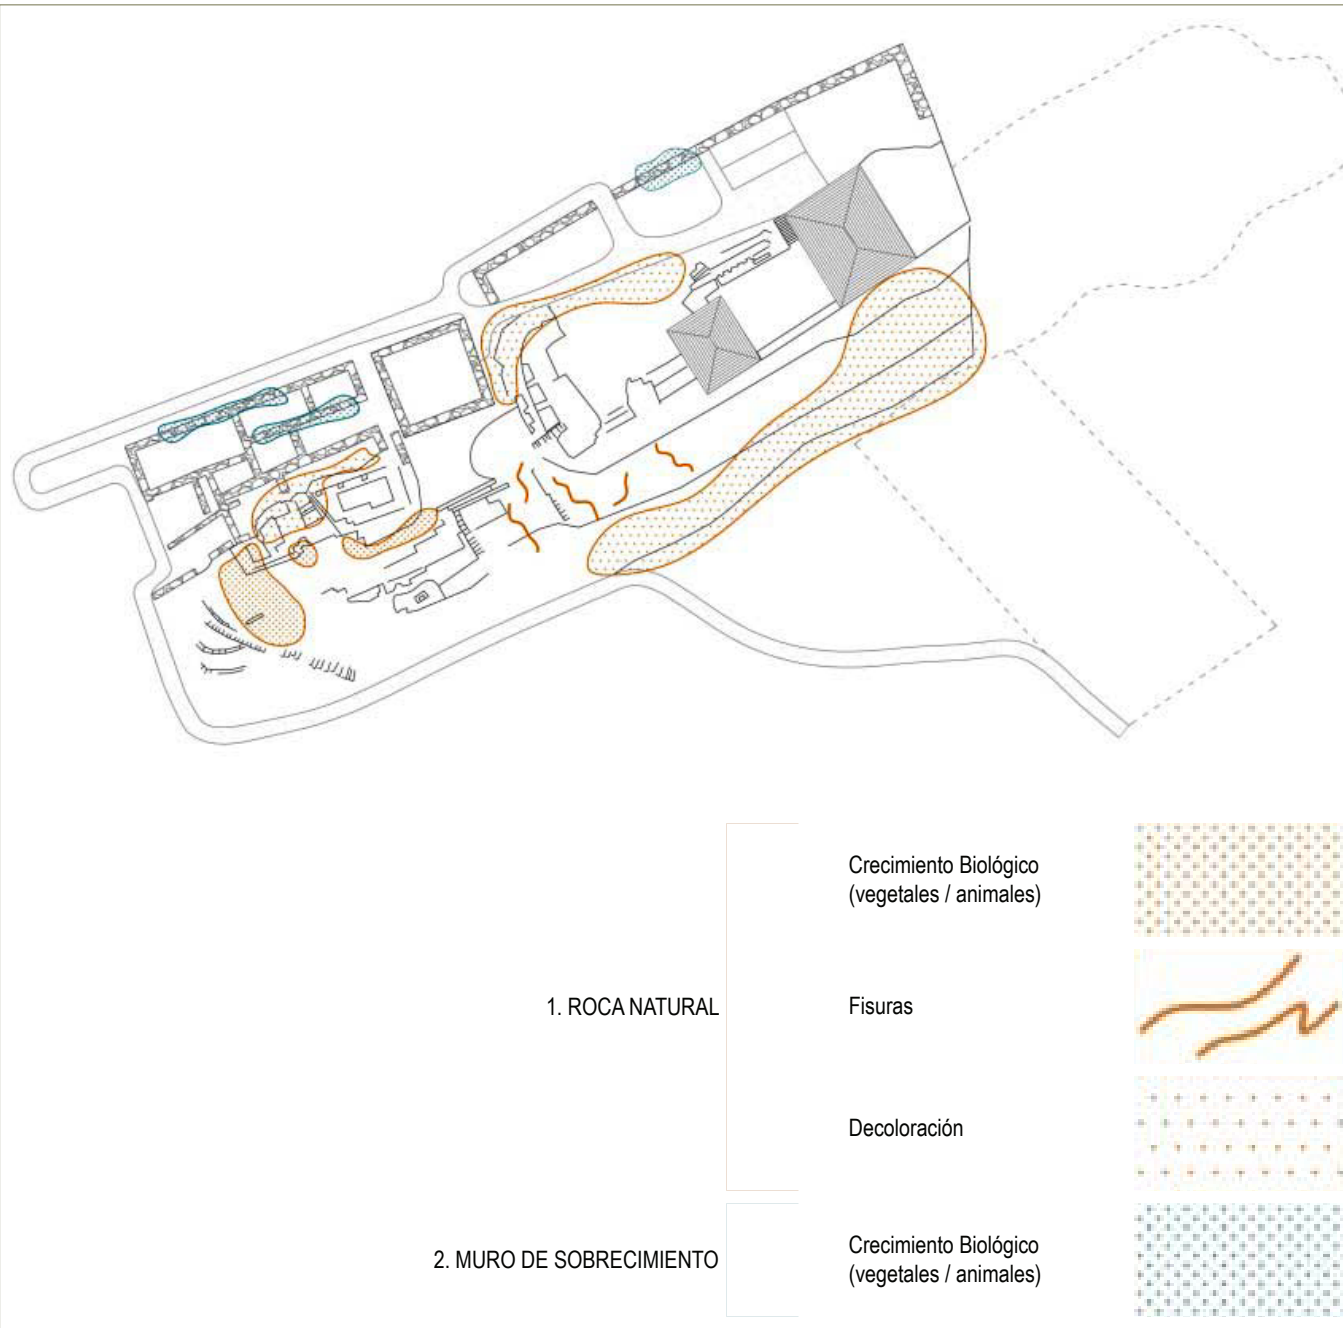 Crecimiento Biológico
(vegetales / animales)
1. ROCA NATURAL
Fisuras
Decoloración
2. MURO DE SOBRECIMIENTO
Crecimiento Biológico
(vegetales / animales)